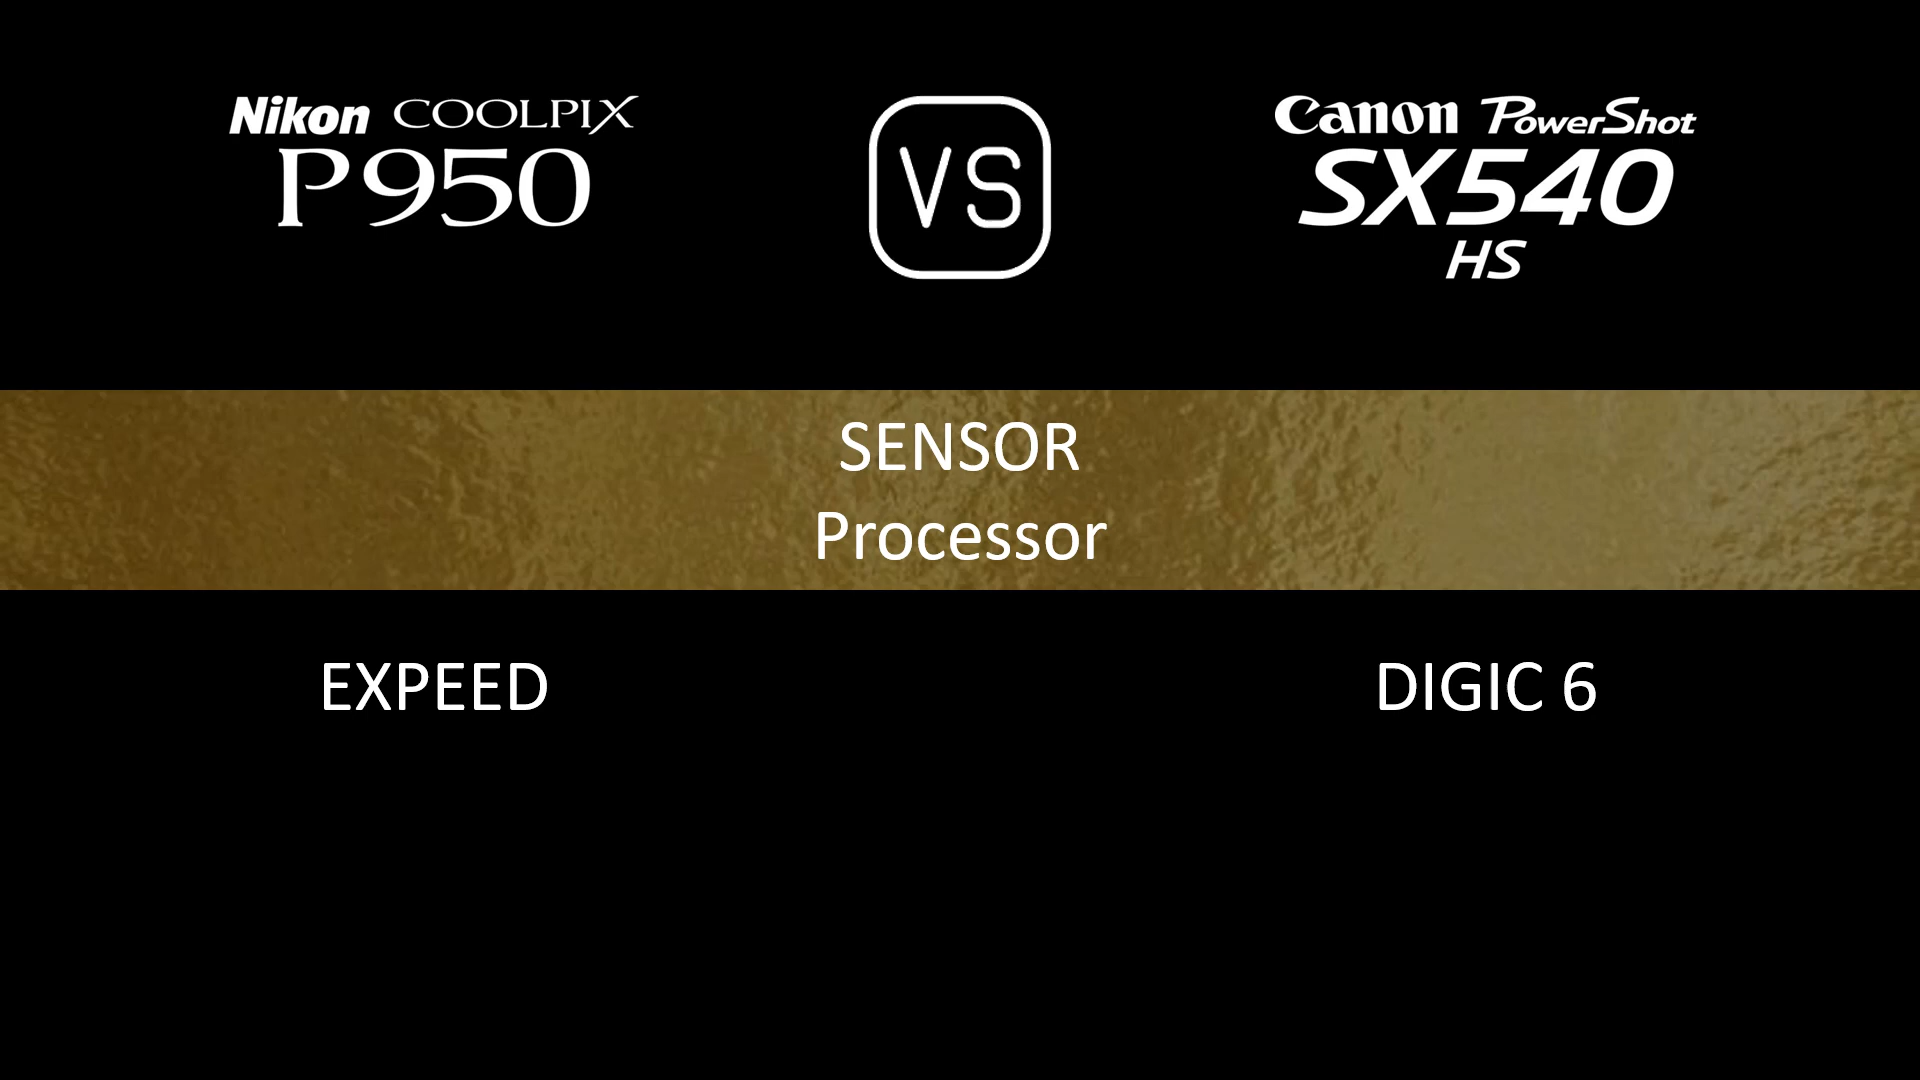 Nikon COOLPIX
P950
VS
Canon PowerShot
SX540
HS
SENSOR
Processor
EXPEED
DIGIC 6